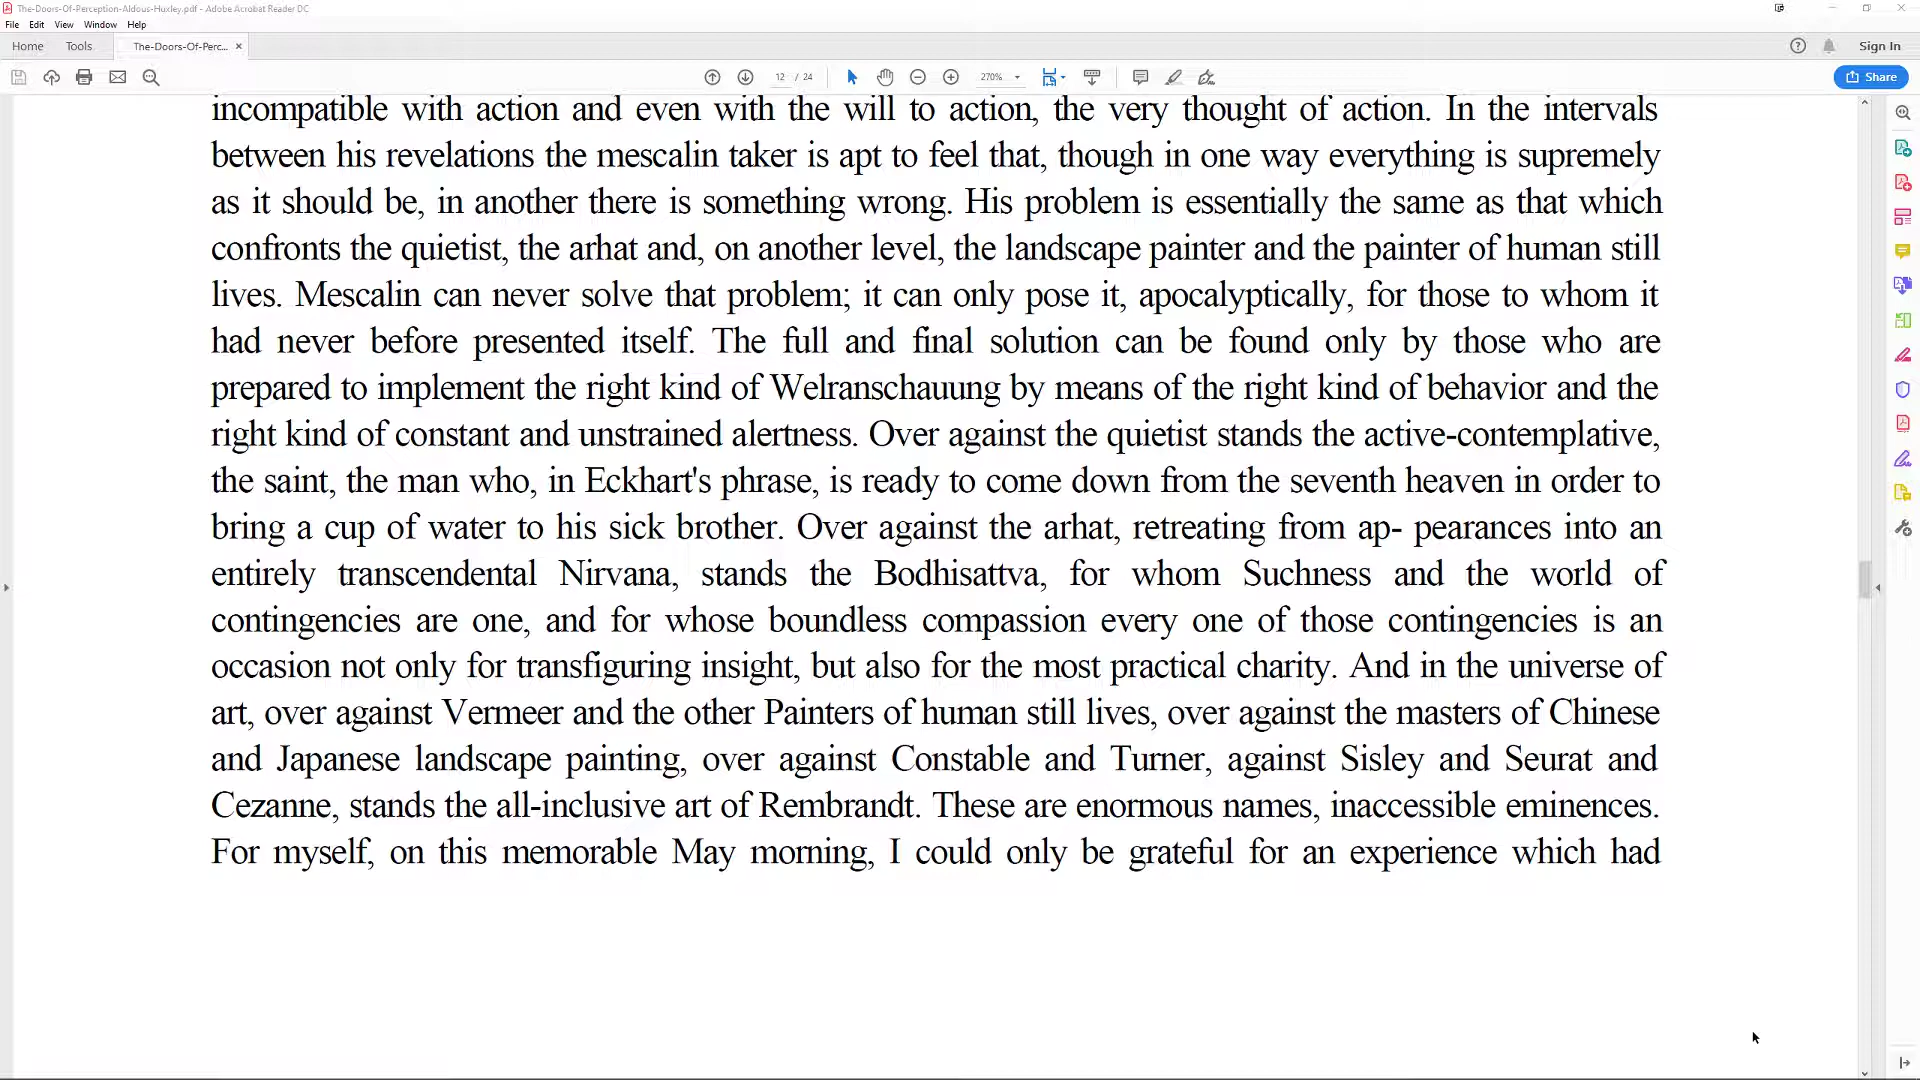 The-Doors-Of-Perception-Aldous-Huxley.pdf - Adobe Acrobat Reader DC
File Edit View Window Help
Home Tools The-Doors-Of-Perc... × Sign In
12 / 24 270% Share
incompatible with action and even with the will to action, the very thought of action. In the intervals
between his revelations the mescalin taker is apt to feel that, though in one way everything is supremely
as it should be, in another there is something wrong. His problem is essentially the same as that which
confronts the quietist, the arhat and, on another level, the landscape painter and the painter of human still
lives. Mescalin can never solve that problem; it can only pose it, apocalyptically, for those to whom it
had never before presented itself. The full and final solution can be found only by those who are
prepared to implement the right kind of Welranschauung by means of the right kind of behavior and the
right kind of constant and unstrained alertness. Over against the quietist stands the active-contemplative,
the saint, the man who, in Eckhart's phrase, is ready to come down from the seventh heaven in order to
bring a cup of water to his sick brother. Over against the arhat, retreating from ap- pearances into an
entirely transcendental Nirvana, stands the Bodhisattva, for whom Suchness and the world of
contingencies are one, and for whose boundless compassion every one of those contingencies is an
occasion not only for transfiguring insight, but also for the most practical charity. And in the universe of
art, over against Vermeer and the other Painters of human still lives, over against the masters of Chinese
and Japanese landscape painting, over against Constable and Turner, against Sisley and Seurat and
Cezanne, stands the all-inclusive art of Rembrandt. These are enormous names, inaccessible eminences.
For myself, on this memorable May morning, I could only be grateful for an experience which had